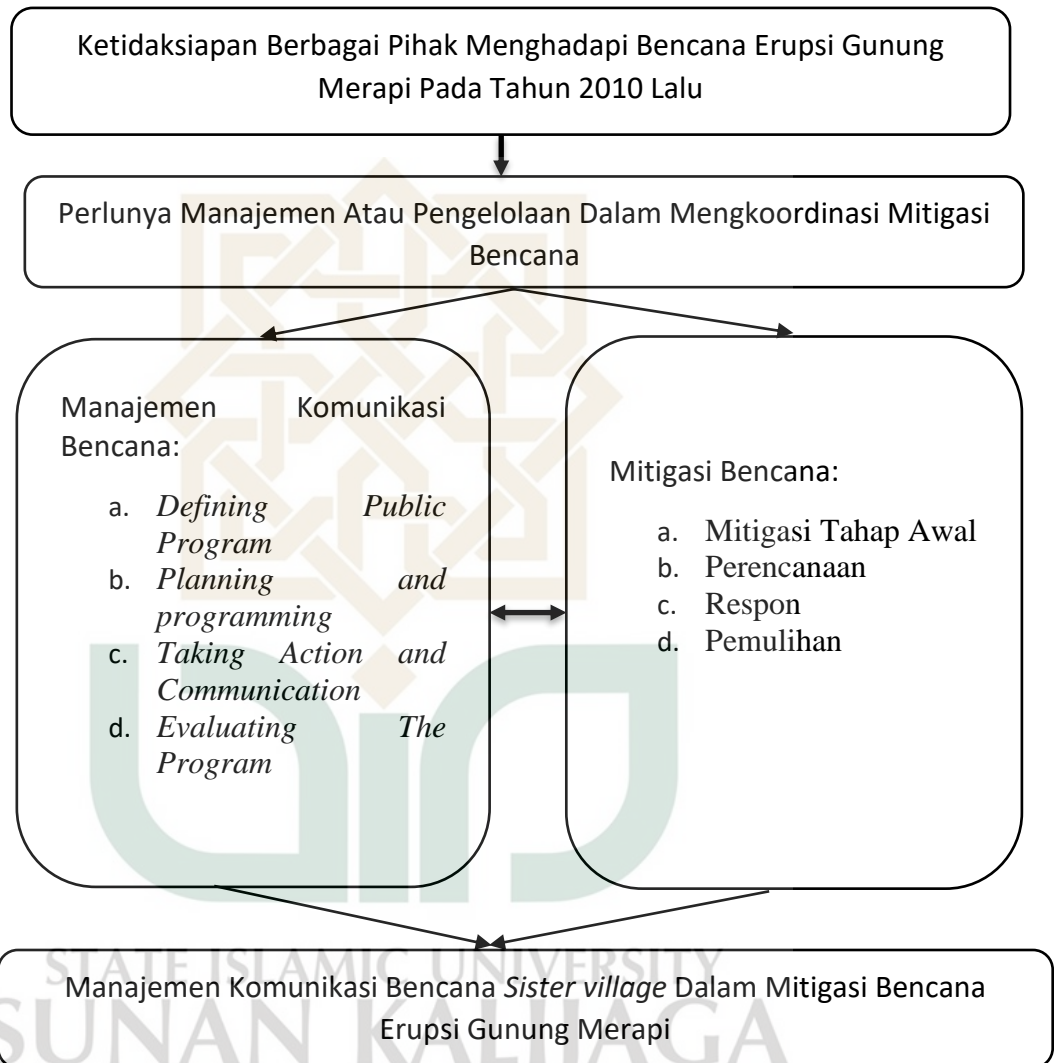 Ketidaksiapan Berbagai Pihak Menghadapi Bencana Erupsi Gunung
Merapi Pada Tahun 2010 Lalu
Perlunya Manajemen Atau Pengelolaan Dalam Mengkoordinasi Mitigasi
Bencana
Manajemen Komunikasi
Bencana:
a. Defining Public
Program
b. Planning and
programming
c. Taking Action and
Communication
d. Evaluating The
Program
Mitigasi Bencana:
a. Mitigasi Tahap Awal
b. Perencanaan
c. Respon
d. Pemulihan
STATE ISLAMIC UNIVERSITY
SUNAN KALIJAGA
Manajemen Komunikasi Bencana Sister village Dalam Mitigasi Bencana
Erupsi Gunung Merapi